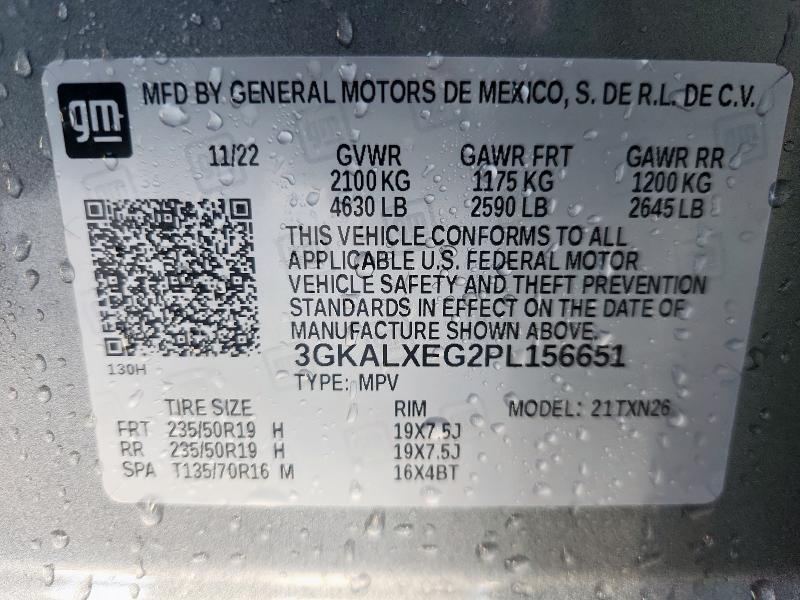 gm MFD BY GENERAL MOTORS DE MEXICO, S. DE R.L. DE C.V.
11/22 GVWR GAWR FRT GAWR RR
2100 KG 1175 KG 1200 KG
4630 LB 2590 LB 2645 LB
THIS VEHICLE CONFORMS TO ALL
APPLICABLE U.S. FEDERAL MOTOR
VEHICLE SAFETY AND THEFT PREVENTION
STANDARDS IN EFFECT ON THE DATE OF
MANUFACTURE SHOWN ABOVE.
3GKALXEG2PL156651
130H
TYPE: MPV
TIRE SIZE RIM MODEL: 21TXN26
FRT 235/50R19 H 19X7.5J
RR 235/50R19 H 19X7.5J
SPA T135/70R16 M 16X4BT